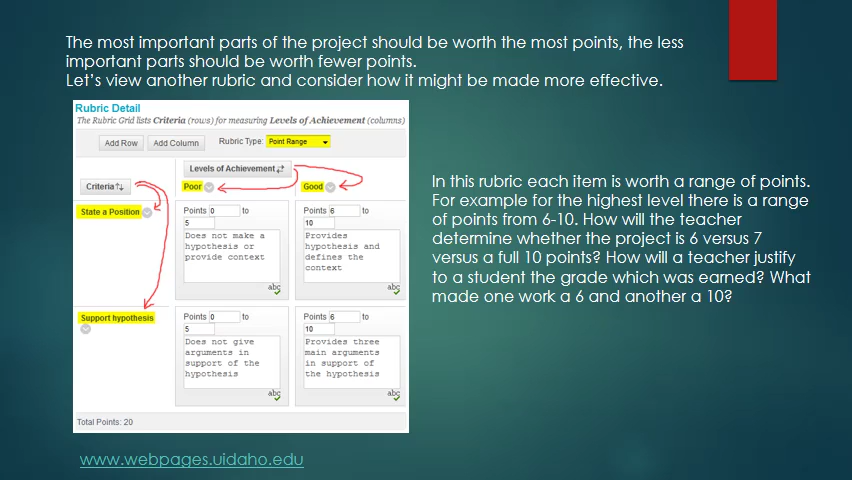 The most important parts of the project should be worth the most points, the less
important parts should be worth fewer points.
Let's view another rubric and consider how it might be made more effective.
Rubric Detail
The Rubric Grid lists Criteria (rows) for measuring Levels of Achievement (columns)
Add Row Add Column Rubric Type: Point Range
Levels of Achievement
Criteria Poor Good
State a Position
Points 0 to
5
Does not make a
hypothesis or
provide context
abc
Points 6 to
10
Provides
hypothesis and
defines the
context
abc
Support hypothesis
Points 0 to
5
Does not give
arguments in
support of the
hypothesis
abc
Points 6 to
10
Provides three
main arguments
in support of
the hypothesis
abc
Total Points: 20
In this rubric each item is worth a range of points.
For example for the highest level there is a range
of points from 6-10. How will the teacher
determine whether the project is 6 versus 7
versus a full 10 points? How will a teacher justify
to a student the grade which was earned? What
made one work a 6 and another a 10?
www.webpages.uidaho.edu